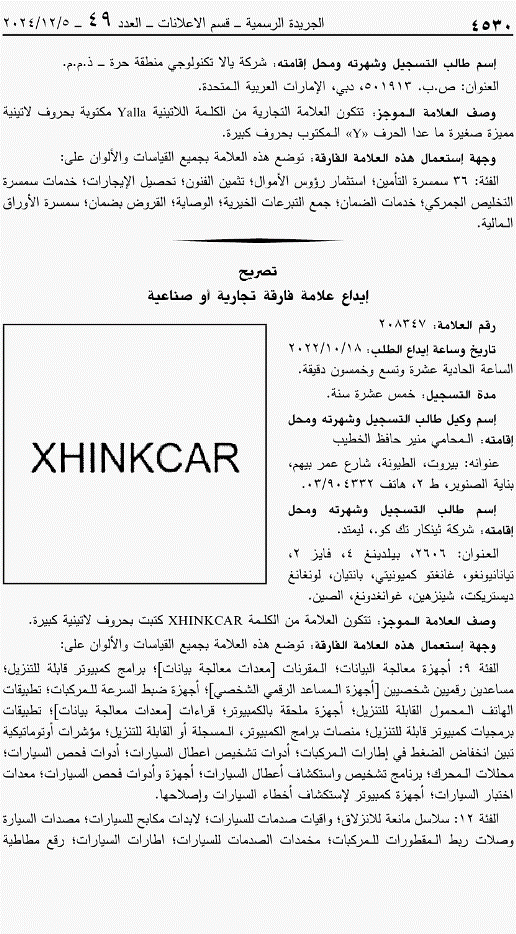 ٤٥٣٠ الجريدة الرسمية ـ قسم الاعلانات ـ العدد ٤٩ ـ ٢٠٢٤/١٢/٥
إسم طالب التسجيل وشهرته ومحل إقامته: شركة يالا تكنولوجي منطقة حرة ـ ذ.م.م.
العنوان: ص.ب. ٥٠١٩١٣، دبي، الإمارات العربية المتحدة.
وصف العلامة الموجز: تتكون العلامة التجارية من الكلمة اللاتينية Yalla مكتوبة بحروف لاتينية
مميزة صغيرة ما عدا الحرف «Y» المكتوب بحروف كبيرة.
وجهة إستعمال هذه العلامة الفارقة: توضع هذه العلامة بجميع القياسات والألوان على:
الفئة: ٣٦ سمسرة التأمين؛ استثمار رؤوس الأموال؛ تثمين الفنون؛ تحصيل الإيجارات؛ خدمات سمسرة
التخليص الجمركي؛ خدمات الضمان؛ جمع التبرعات الخيرية؛ الوصاية؛ القروض بضمان؛ سمسرة الأوراق
المالية.
تصريح
إيداع علامة فارقة تجارية أو صناعية
رقم العلامة: ٢٠٨٣٤٧
تاريخ وساعة إيداع الطلب: ٢٠٢٢/١٠/١٨
الساعة الحادية عشرة وتسع وخمسون دقيقة.
مدة التسجيل: خمس عشرة سنة.
إسم وكيل طالب التسجيل وشهرته ومحل
إقامته: المحامي منير حافظ الخطيب
عنوانه: بيروت، الطيونة، شارع عمر بيهم،
بناية الصنوبر، ط ٢، هاتف ٠٣/٩٠٤٣٣٢.
إسم طالب التسجيل وشهرته ومحل
إقامته: شركة ثينكار تك كو.، ليمتد.
العنوان: ٢٦٠٦، بيلدينغ ٤، فايز ٢،
تيانانيونغو، غانغتو كميونيتي، بانتيان، لونغانغ
ديستريكت، شينزهين، غوانغدونغ، الصين.
XHINKCAR
وصف العلامة الموجز: تتكون العلامة من الكلمة XHINKCAR كتبت بحروف لاتينية كبيرة.
وجهة إستعمال هذه العلامة الفارقة: توضع هذه العلامة بجميع القياسات والألوان على:
الفئة ٩: أجهزة معالجة البيانات؛ المقرنات [معدات معالجة بيانات]؛ برامج كمبيوتر قابلة للتنزيل؛
مساعدين رقميين شخصيين [أجهزة المساعد الرقمي الشخصي]؛ أجهزة ضبط السرعة للمركبات؛ تطبيقات
الهاتف المحمول القابلة للتنزيل؛ أجهزة ملحقة بالكمبيوتر؛ قراءات [معدات معالجة بيانات]؛ تطبيقات
برمجيات كمبيوتر قابلة للتنزيل؛ منصات برامج الكمبيوتر، المسجلة أو القابلة للتنزيل؛ مؤشرات أوتوماتيكية
تبين انخفاض الضغط في إطارات المركبات؛ أدوات تشخيص اعطال السيارات؛ أدوات فحص السيارات؛
محللات المحرك؛ برنامج تشخيص واستكشاف أعطال السيارات؛ أجهزة وأدوات فحص السيارات؛ معدات
اختبار السيارات؛ أجهزة كمبيوتر لإستكشاف أخطاء السيارات وإصلاحها.
الفئة ١٢: سلاسل مانعة للانزلاق؛ واقيات صدمات للسيارات؛ لابدات مكابح للسيارات؛ مصدات السيارة
وصلات ربط المقطورات للمركبات؛ مخمدات الصدمات للسيارات؛ اطارات السيارات؛ رقع مطاطية